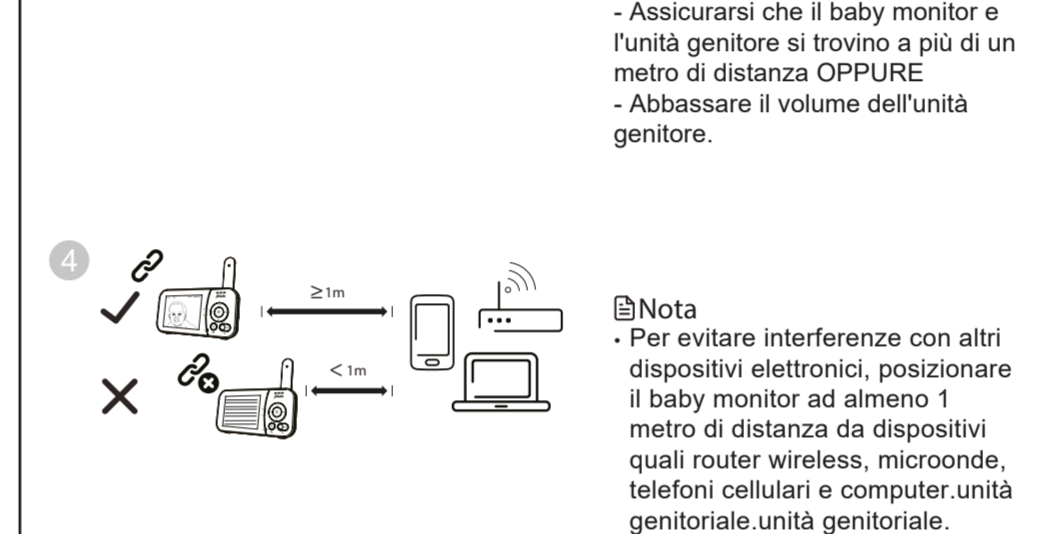 - Assicurarsi che il baby monitor e
l'unità genitore si trovino a più di un
metro di distanza OPPURE
- Abbassare il volume dell'unità
genitore.
4
≥1m
< 1m
Nota
• Per evitare interferenze con altri
dispositivi elettronici, posizionare
il baby monitor ad almeno 1
metro di distanza da dispositivi
quali router wireless, microonde,
telefoni cellulari e computer.unità
genitoriale.unità genitoriale.